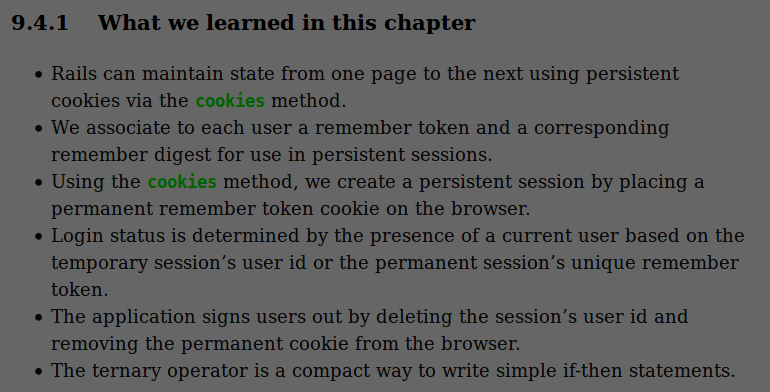 9.4.1 What we learned in this chapter
• Rails can maintain state from one page to the next using persistent
cookies via the cookies method.
• We associate to each user a remember token and a corresponding
remember digest for use in persistent sessions.
• Using the cookies method, we create a persistent session by placing a
permanent remember token cookie on the browser.
• Login status is determined by the presence of a current user based on the
temporary session’s user id or the permanent session’s unique remember
token.
• The application signs users out by deleting the session’s user id and
removing the permanent cookie from the browser.
• The ternary operator is a compact way to write simple if-then statements.